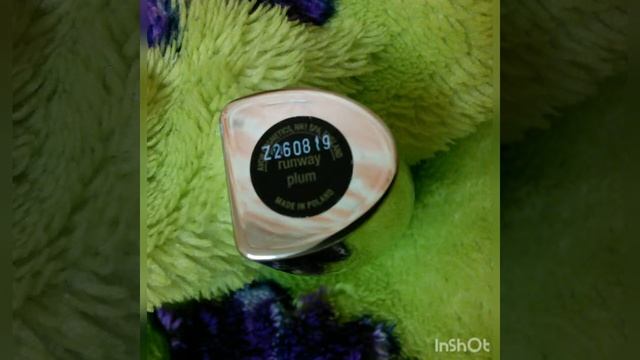 Z260819
runway
plum
MADE IN POLAND
InShOt